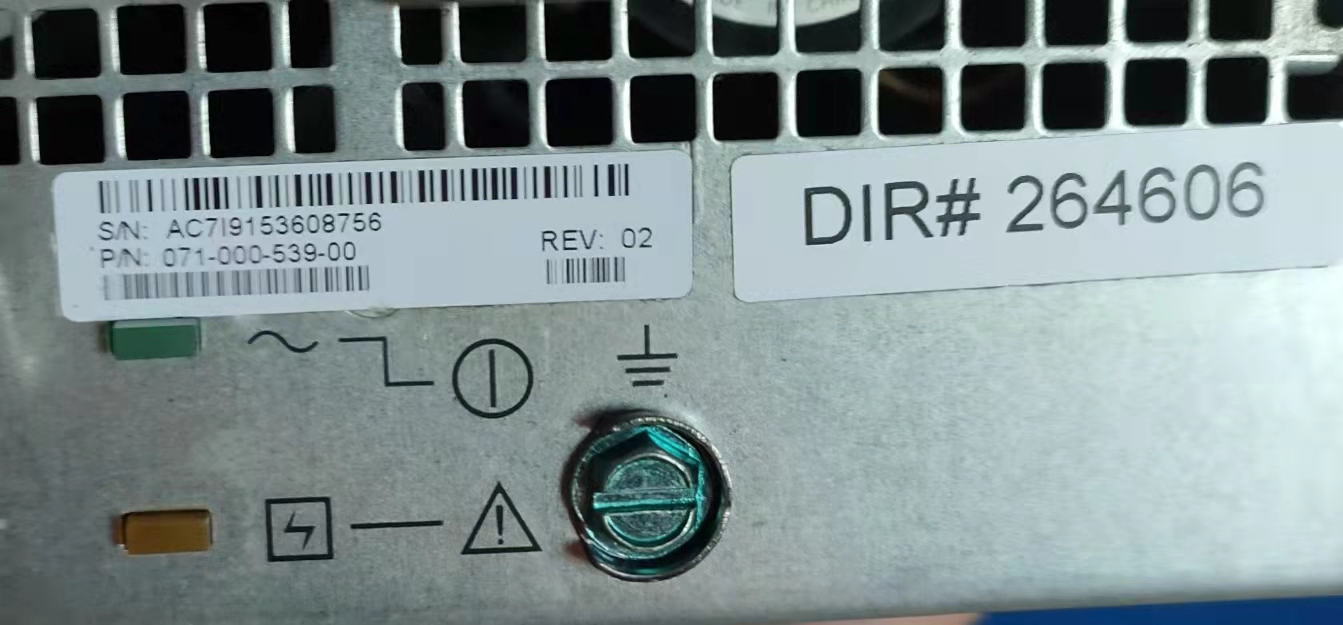 S/N: AC7I9153608756
P/N: 071-000-539-00
REV: 02
DIR# 264606